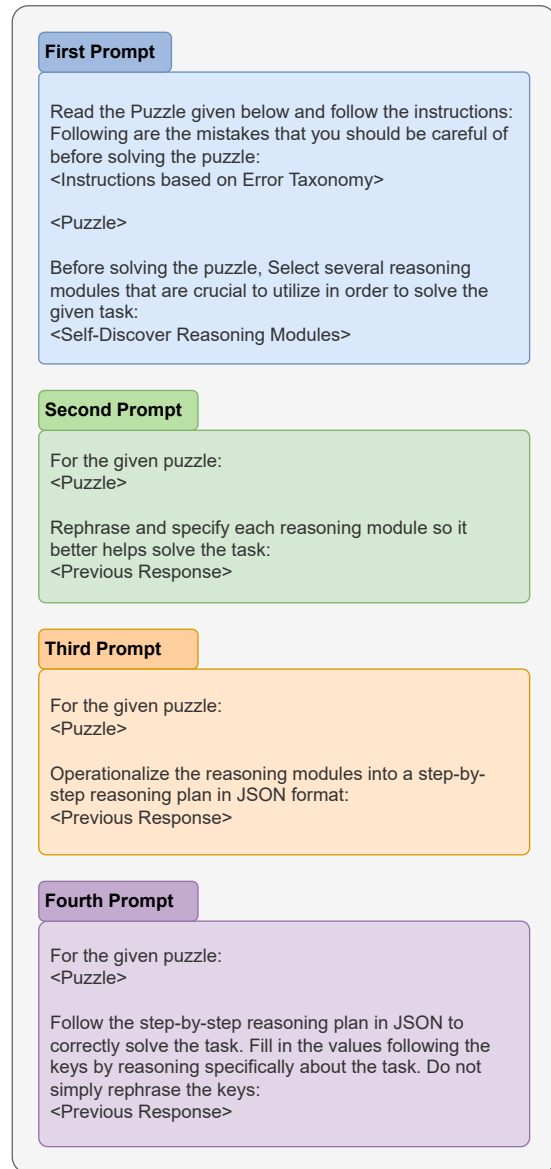 First Prompt
Read the Puzzle given below and follow the instructions:
Following are the mistakes that you should be careful of
before solving the puzzle:
<Instructions based on Error Taxonomy>
<Puzzle>
Before solving the puzzle, Select several reasoning
modules that are crucial to utilize in order to solve the
given task:
<Self-Discover Reasoning Modules>
Second Prompt
For the given puzzle:
<Puzzle>
Rephrase and specify each reasoning module so it
better helps solve the task:
<Previous Response>
Third Prompt
For the given puzzle:
<Puzzle>
Operationalize the reasoning modules into a step-by-
step reasoning plan in JSON format:
<Previous Response>
Fourth Prompt
For the given puzzle:
<Puzzle>
Follow the step-by-step reasoning plan in JSON to
correctly solve the task. Fill in the values following the
keys by reasoning specifically about the task. Do not
simply rephrase the keys:
<Previous Response>